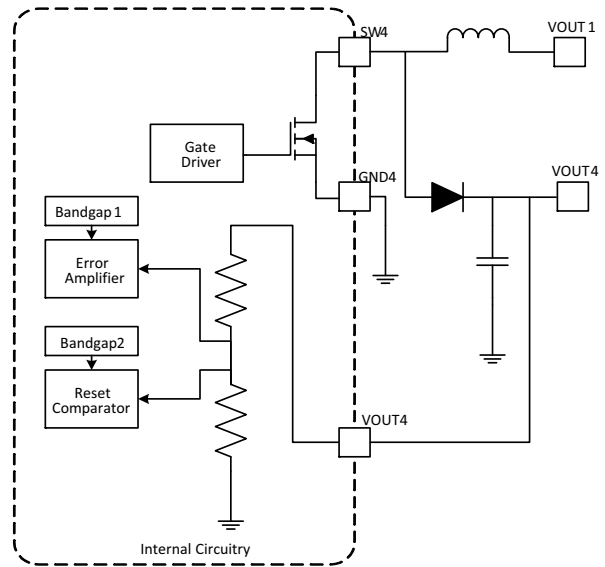 SW4
VOUT 1
Gate
Driver
GND4
VOUT4
Bandgap 1
Error
Amplifier
Bandgap2
Reset
Comparator
VOUT4
Internal Circuitry